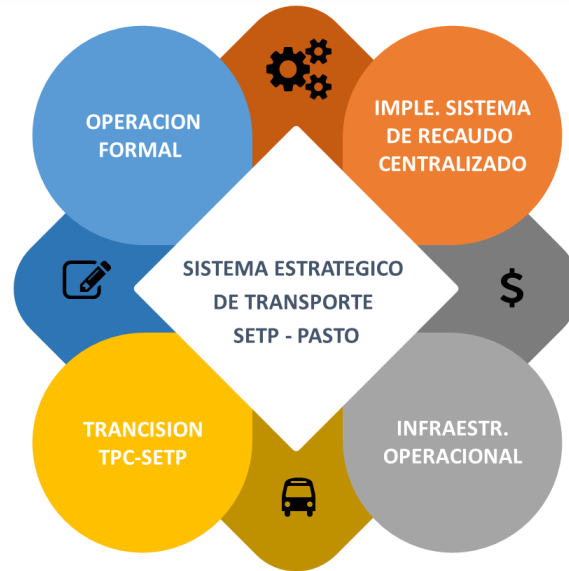 OPERACION
FORMAL
IMPLE. SISTEMA
DE RECAUDO
CENTRALIZADO
SISTEMA ESTRATEGICO
DE TRANSPORTE
SETP - PASTO
$
TRANCISION
TPC-SETP
INFRAESTR.
OPERACIONAL